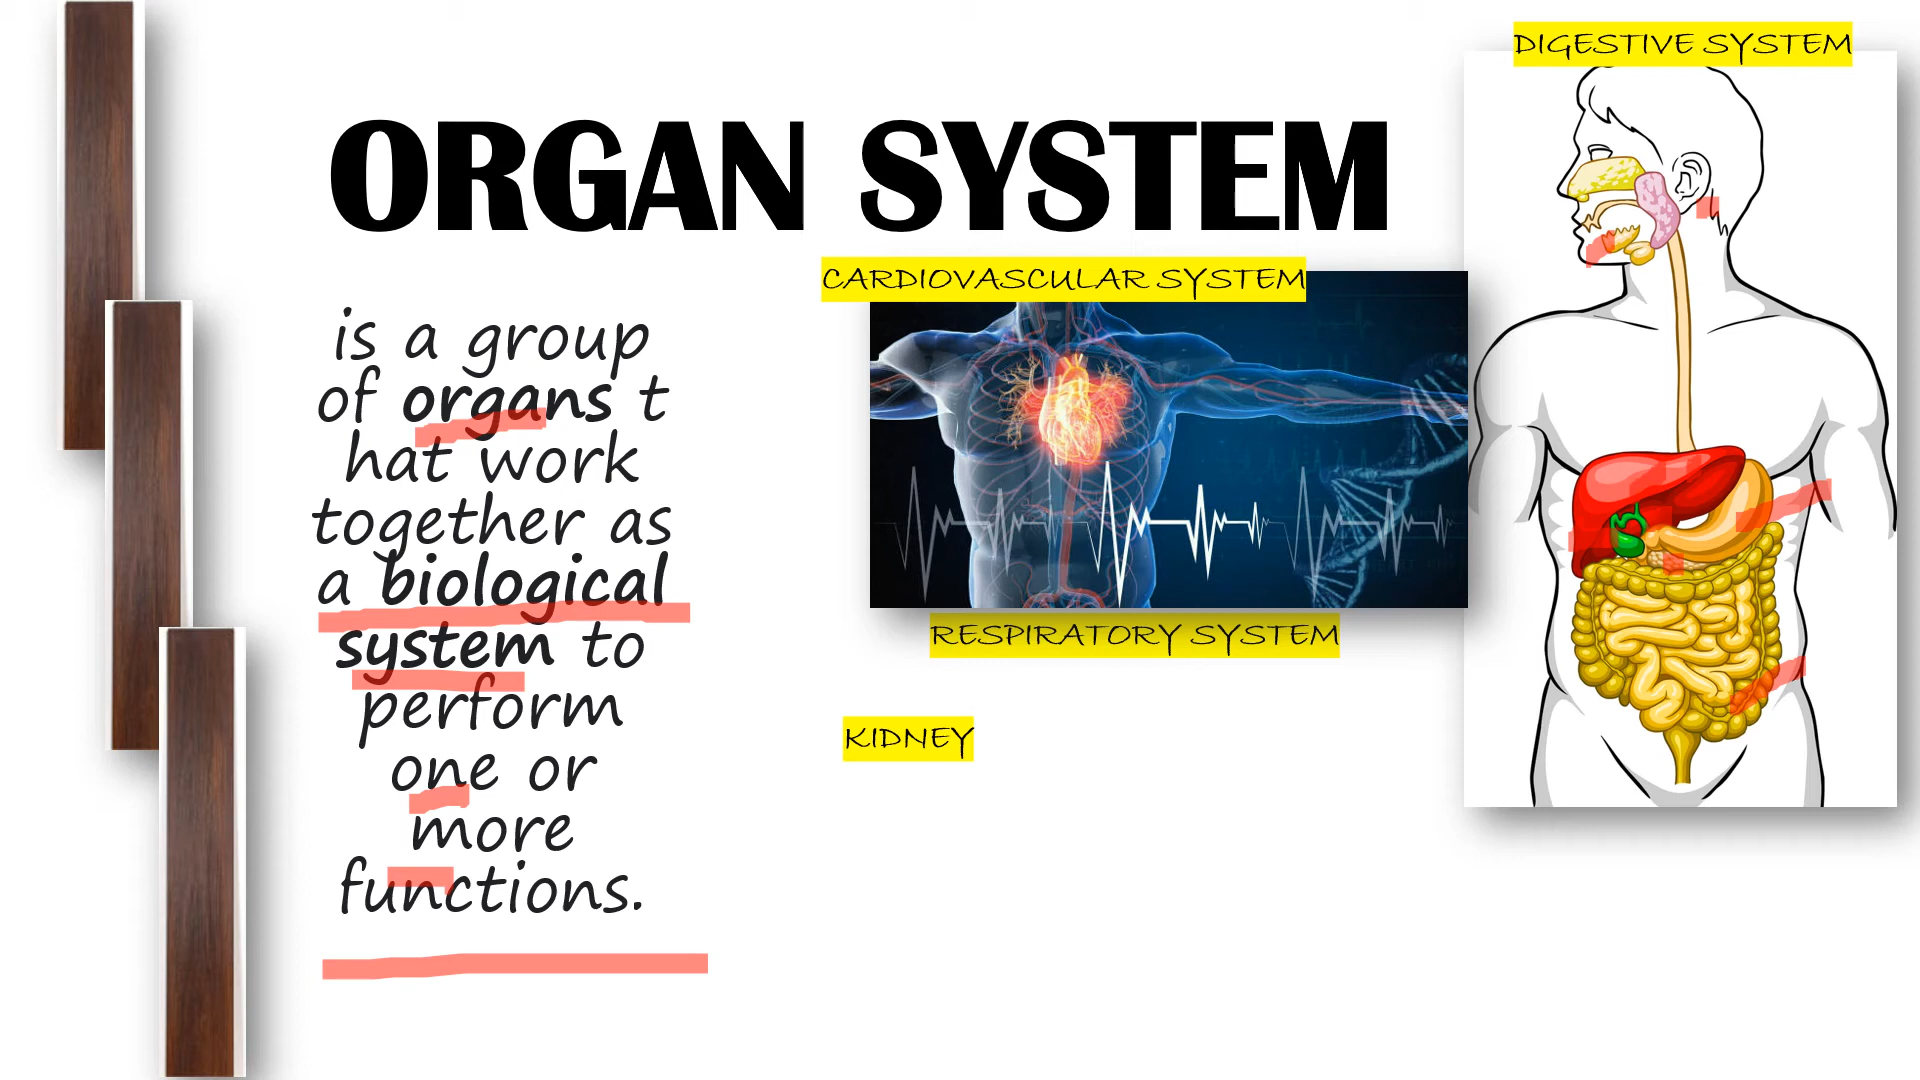 DIGESTIVE SYSTEM
ORGAN SYSTEM
CARDIOVASCULAR SYSTEM
is a group
of organs t
hat work
together as
a biological
system to
perform
one or
more
functions.
RESPIRATORY SYSTEM
KIDNEY